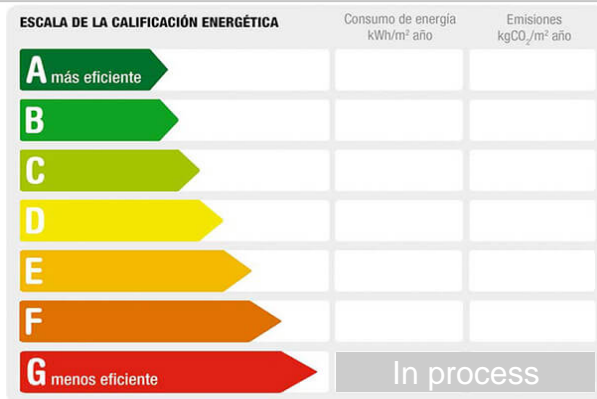 ESCALA DE LA CALIFICACIÓN ENERGÉTICA
Consumo de energía
kWh/m² año
Emisiones
kgCO₂/m² año
A más eficiente
B
C
D
E
F
G menos eficiente
In process